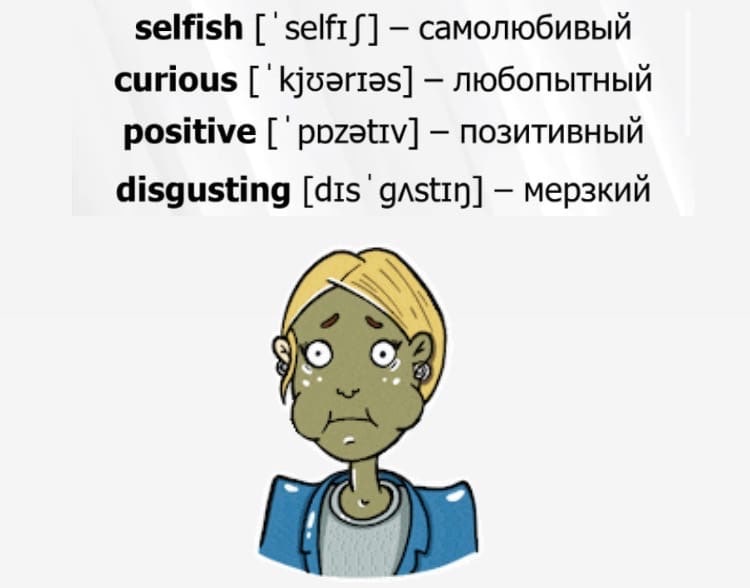 selfish [ˈselfɪʃ] – самолюбивый
curious [ˈkjʊərɪəs] – любопытный
positive [ˈpɒzətɪv] – позитивный
disgusting [dɪsˈgʌstɪŋ] – мерзкий